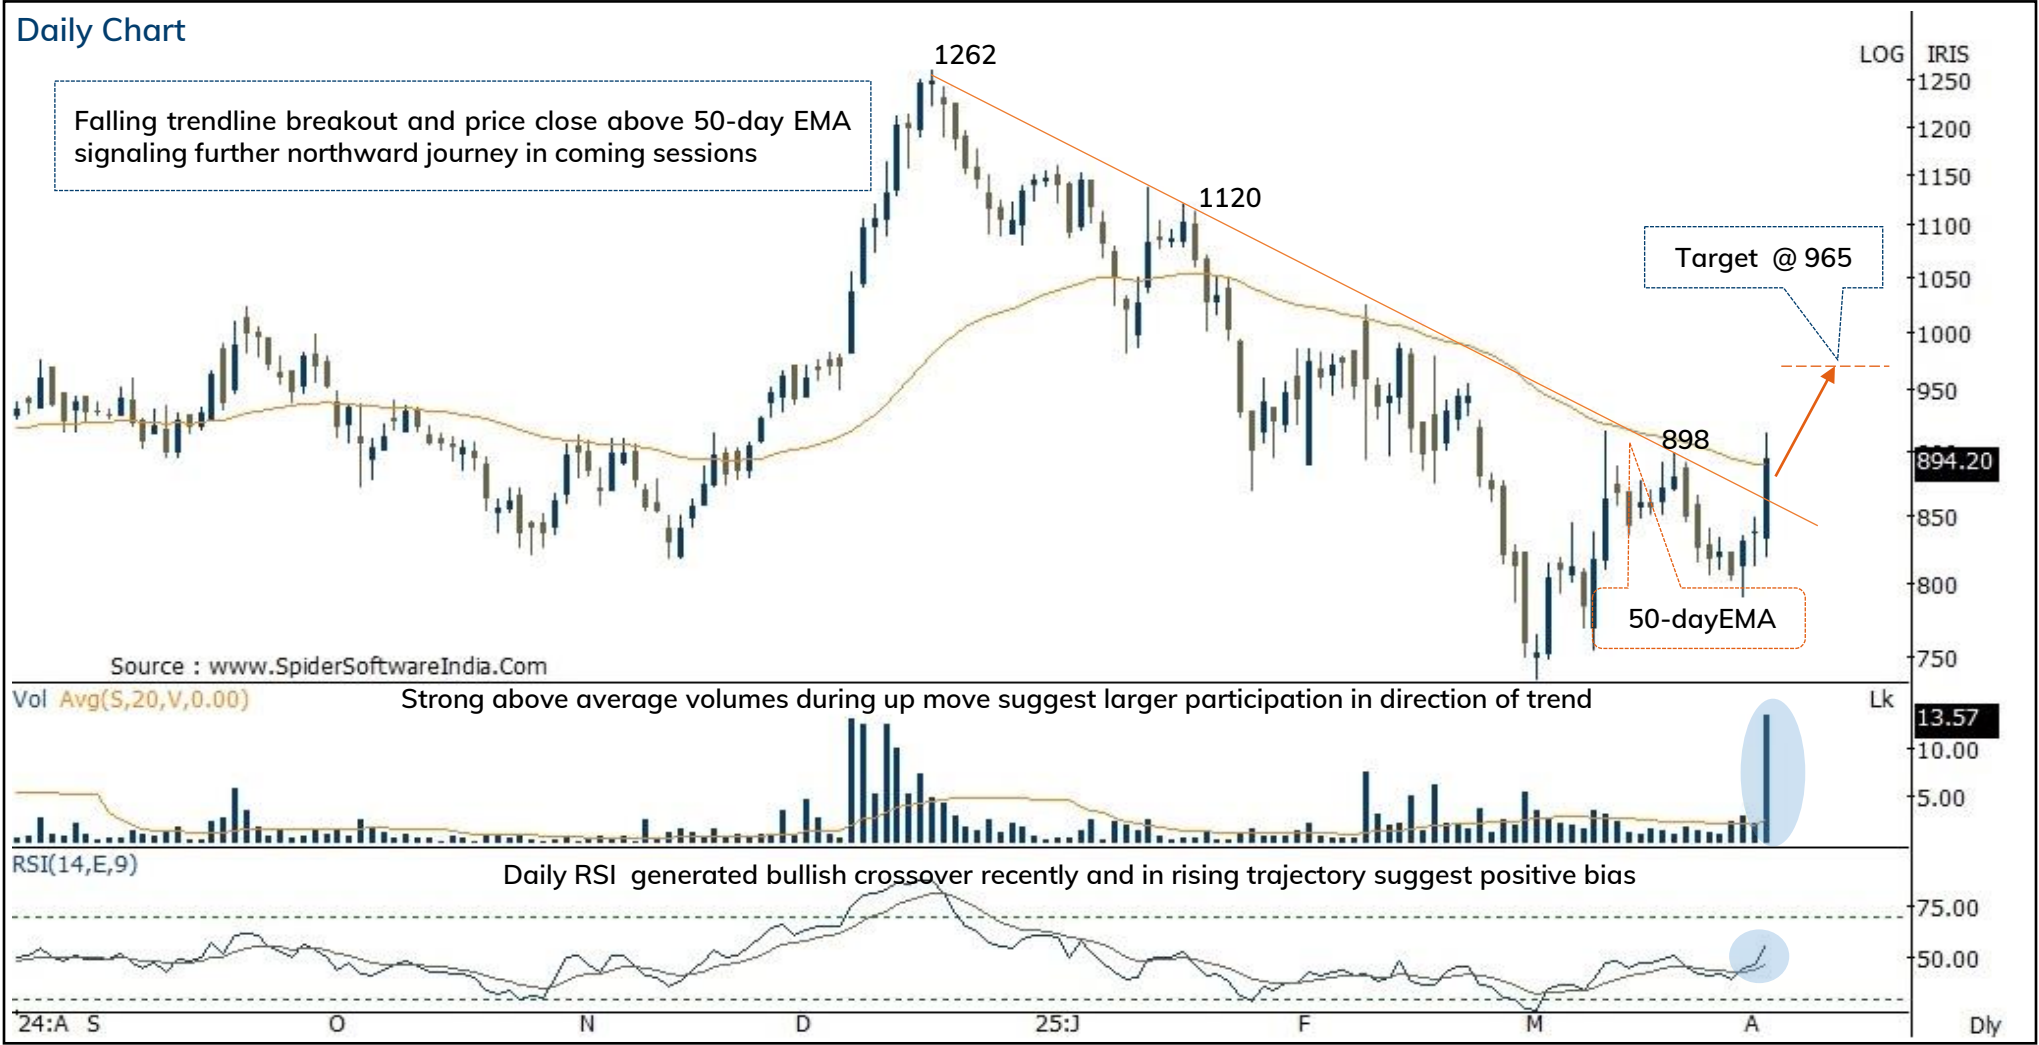 Daily Chart
1262
LOG
IRIS
1250
Falling trendline breakout and price close above 50-day EMA
signaling further northward journey in coming sessions
1200
1150
1120
1100
Target @ 965
1050
1000
950
898
894.20
850
800
50-dayEMA
750
Source : www.SpiderSoftwareIndia.Com
Vol Avg(S,20,V,0.00)
Strong above average volumes during up move suggest larger participation in direction of trend
Lk
13.57
10.00
5.00
RSI(14,E,9)
Daily RSI generated bullish crossover recently and in rising trajectory suggest positive bias
75.00
50.00
24:A S O N D 25:J F M A
Dly